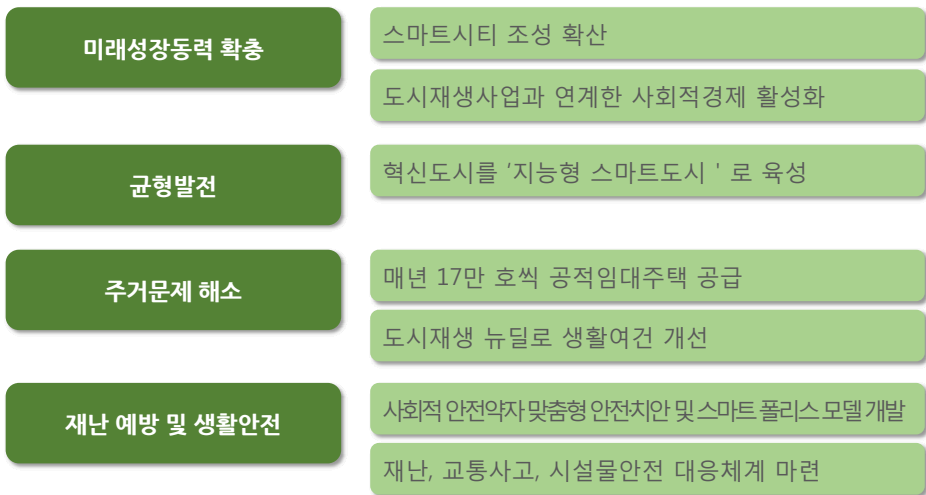 미래성장동력 확충
스마트시티 조성 확산
도시재생사업과 연계한 사회적경제 활성화
균형발전
혁신도시를 ‘지능형 스마트도시 ' 로 육성
주거문제 해소
매년 17만 호씩 공적임대주택 공급
도시재생 뉴딜로 생활여건 개선
재난 예방 및 생활안전
사회적 안전약자 맞춤형 안전치안 및 스마트 폴리스 모델 개발
재난, 교통사고, 시설물안전 대응체계 마련